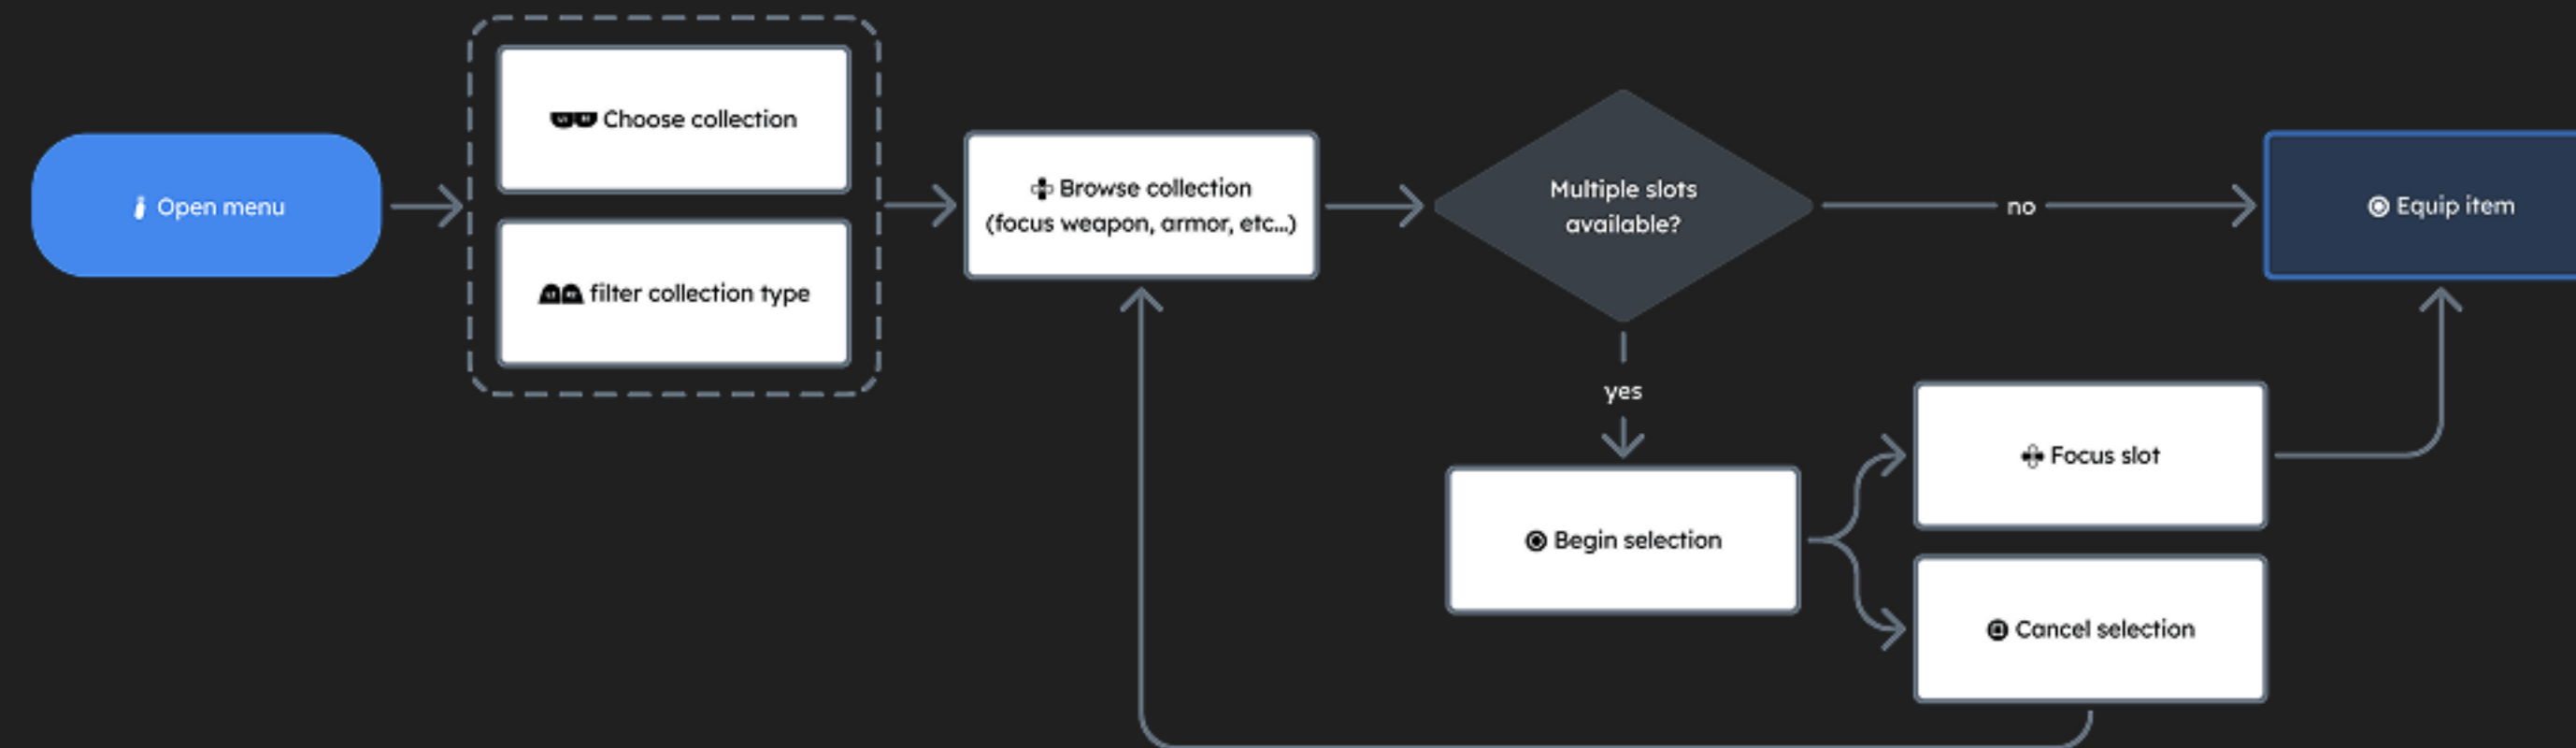 Open menu
Choose collection
filter collection type
Browse collection
(focus weapon, armor, etc...)
Multiple slots
available?
no
Equip item
yes
Begin selection
Focus slot
Cancel selection